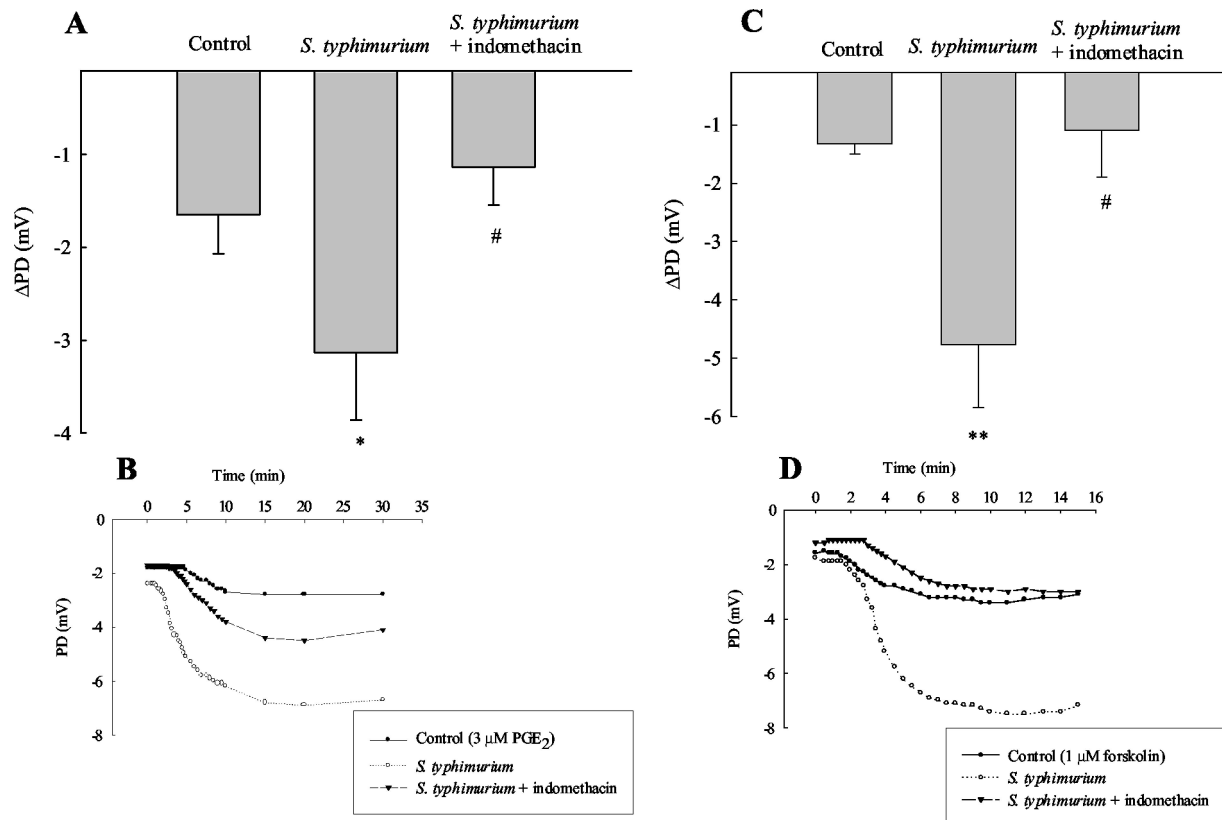 A
Control
S. typhimurium
S. typhimurium
+ indomethacin
-1
-2
-3
-4
ΔPD (mV)
#
*
B
Time (min)
0 5 10 15 20 25 30 35
0
-2
-4
-6
-8
PD (mV)
Control (3 μM PGE2)
S. typhimurium
S. typhimurium + indomethacin
C
Control
S. typhimurium
S. typhimurium
+ indomethacin
-1
-2
-3
-4
-5
-6
ΔPD (mV)
#
**
D
Time (min)
0 2 4 6 8 10 12 14 16
0
-2
-4
-6
-8
PD (mV)
Control (1 μM forskolin)
S. typhimurium
S. typhimurium + indomethacin